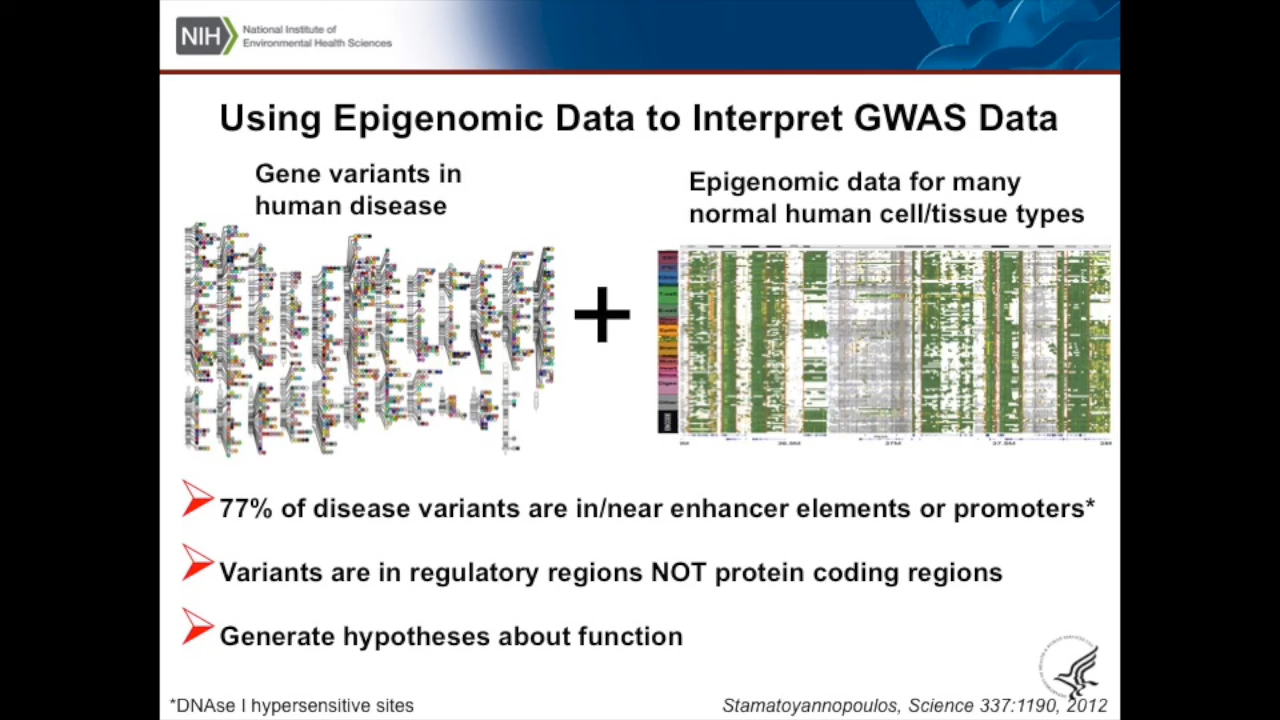 NIH
National Institute of
Environmental Health Sciences
Using Epigenomic Data to Interpret GWAS Data
Gene variants in
human disease
Epigenomic data for many
normal human cell/tissue types
+
27M
77% of disease variants are in/near enhancer elements or promoters*
Variants are in regulatory regions NOT protein coding regions
Generate hypotheses about function
*DNAse I hypersensitive sites
Stamatoyannopoulos, Science 337:1190, 2012